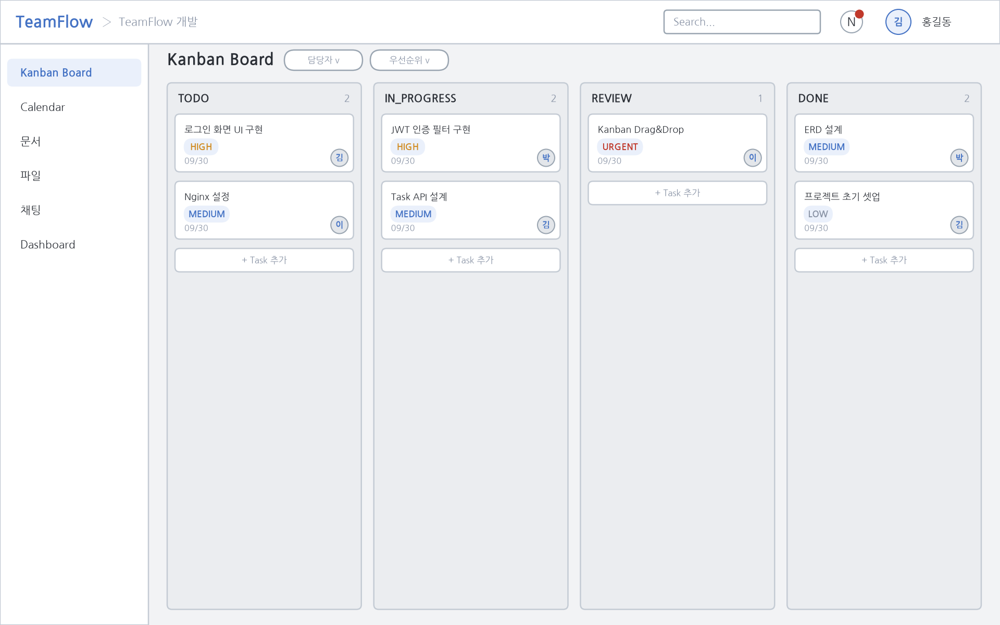 TeamFlow > TeamFlow 개발
Search...
N
김 홍길동
Kanban Board
Calendar
문서
파일
채팅
Dashboard
Kanban Board
담당자 v
우선순위 v
TODO 2
로그인 화면 UI 구현
HIGH
09/30
김
Nginx 설정
MEDIUM
09/30
이
+ Task 추가
IN_PROGRESS 2
JWT 인증 필터 구현
HIGH
09/30
박
Task API 설계
MEDIUM
09/30
김
+ Task 추가
REVIEW 1
Kanban Drag&Drop
URGENT
09/30
이
+ Task 추가
DONE 2
ERD 설계
MEDIUM
09/30
박
프로젝트 초기 셋업
LOW
09/30
김
+ Task 추가